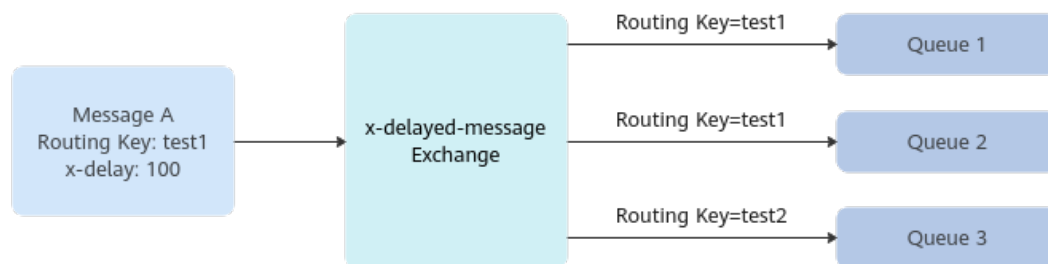 Message A
Routing Key: test1
x-delay: 100
x-delayed-message
Exchange
Routing Key=test1
Queue 1
Routing Key=test1
Queue 2
Routing Key=test2
Queue 3